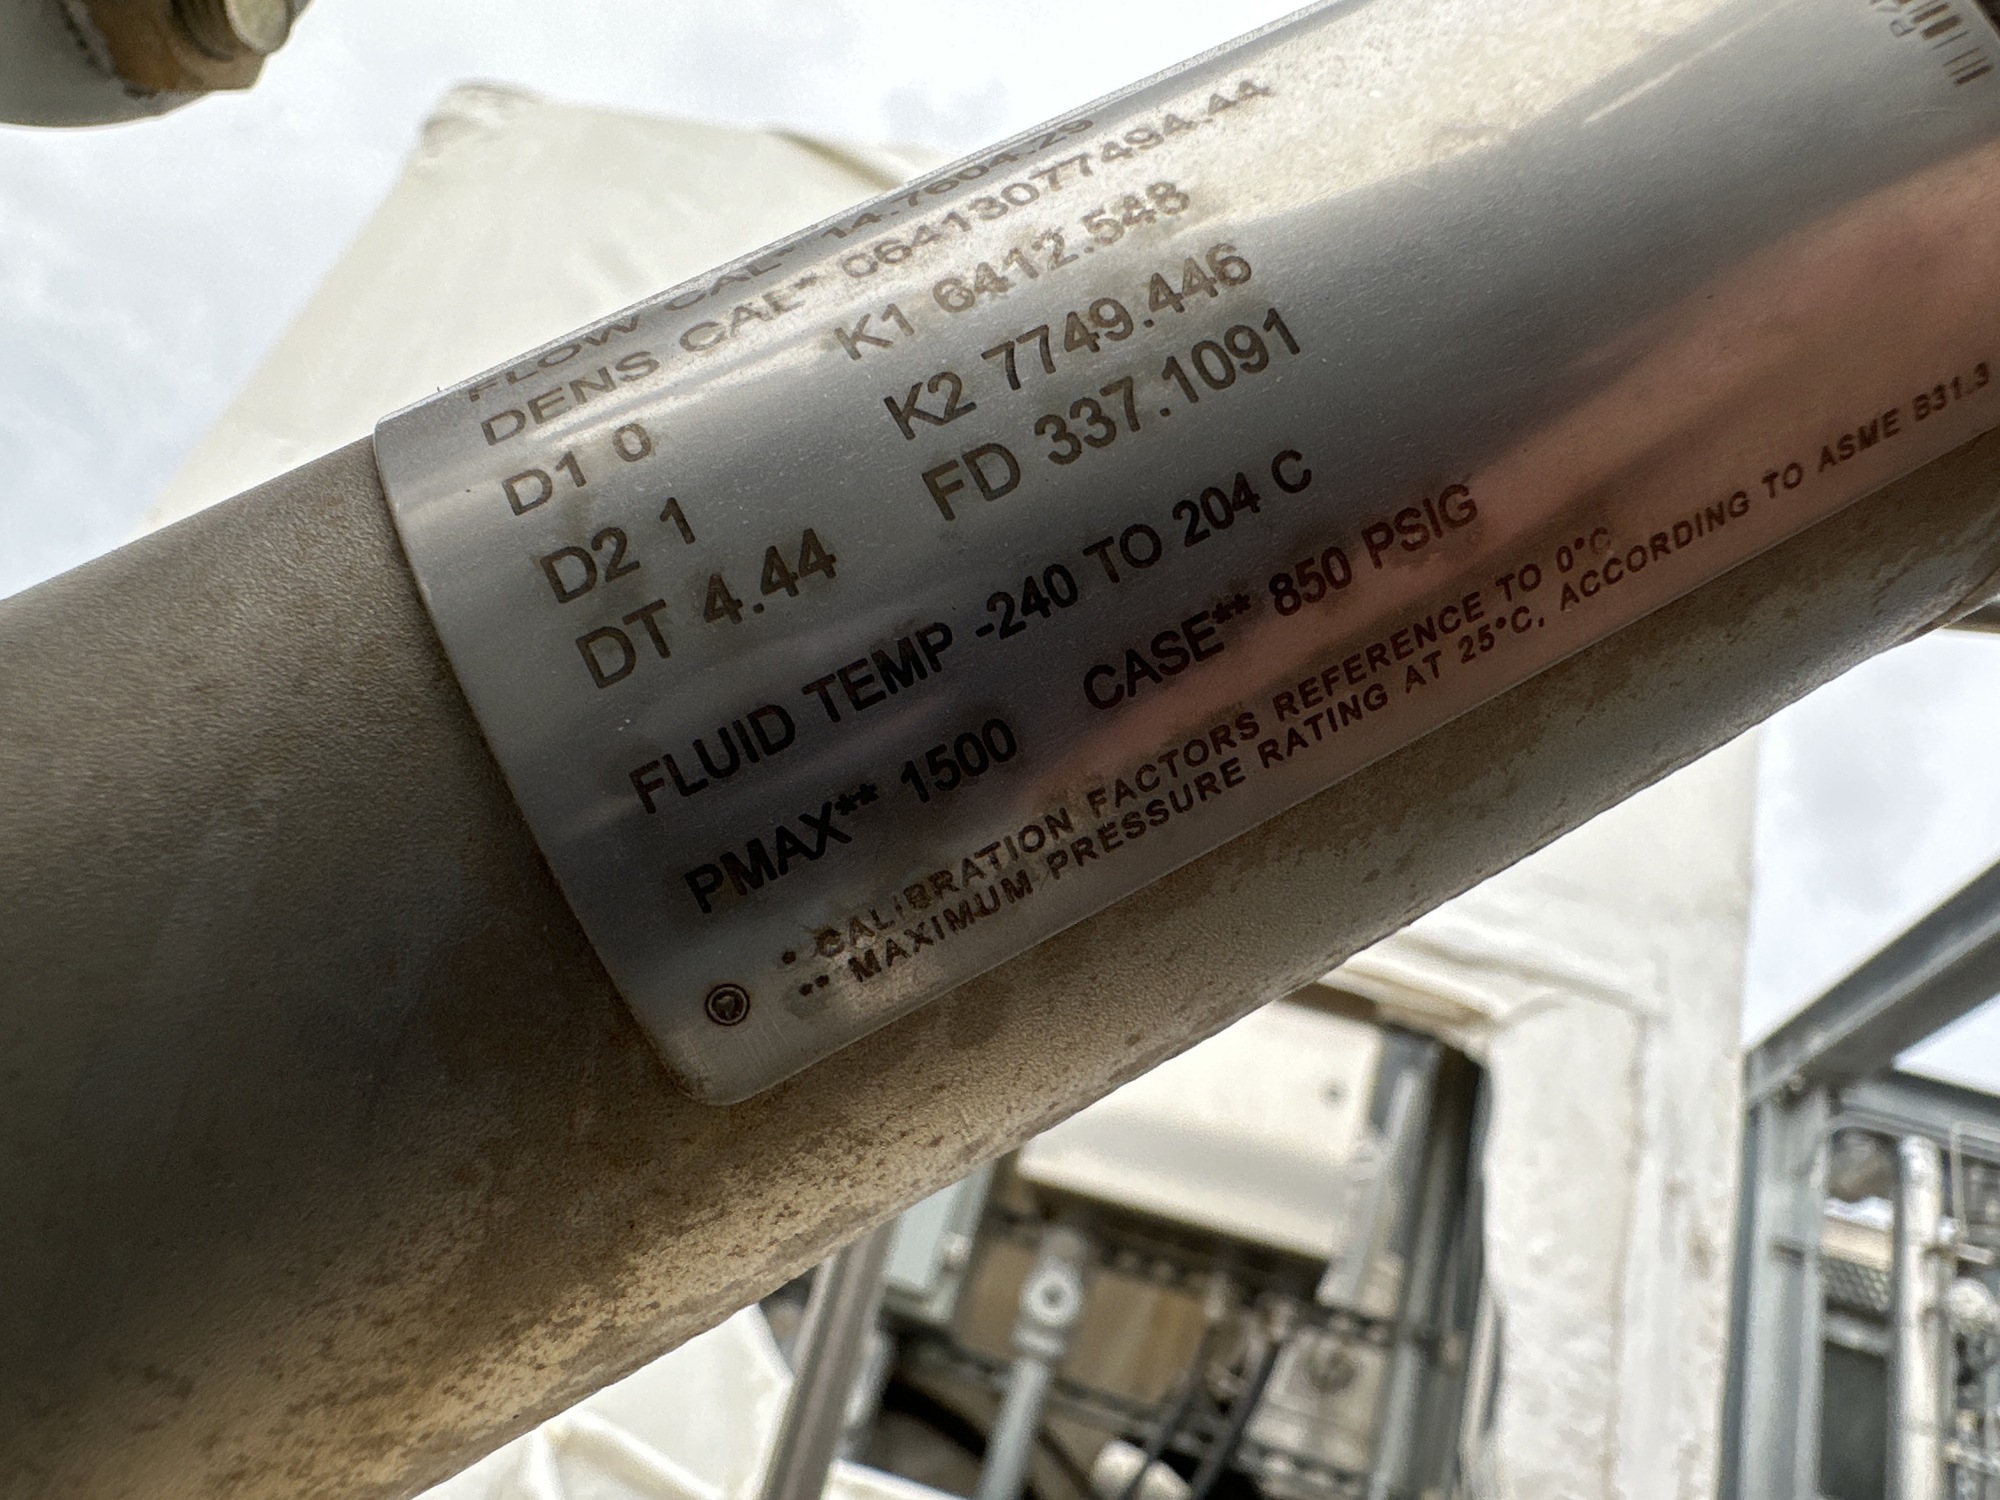 FLOW CAL* 14.7604.25
DENS CAL* 06413077494.44
D1 0 K1 6412.548
D2 1 K2 7749.446
DT 4.44 FD 337.1091
FLUID TEMP -240 TO 204 C
PMAX** 1500 CASE** 850 PSIG
* CALIBRATION FACTORS REFERENCE TO 0°C
** MAXIMUM PRESSURE RATING AT 25°C, ACCORDING TO ASME B31.3